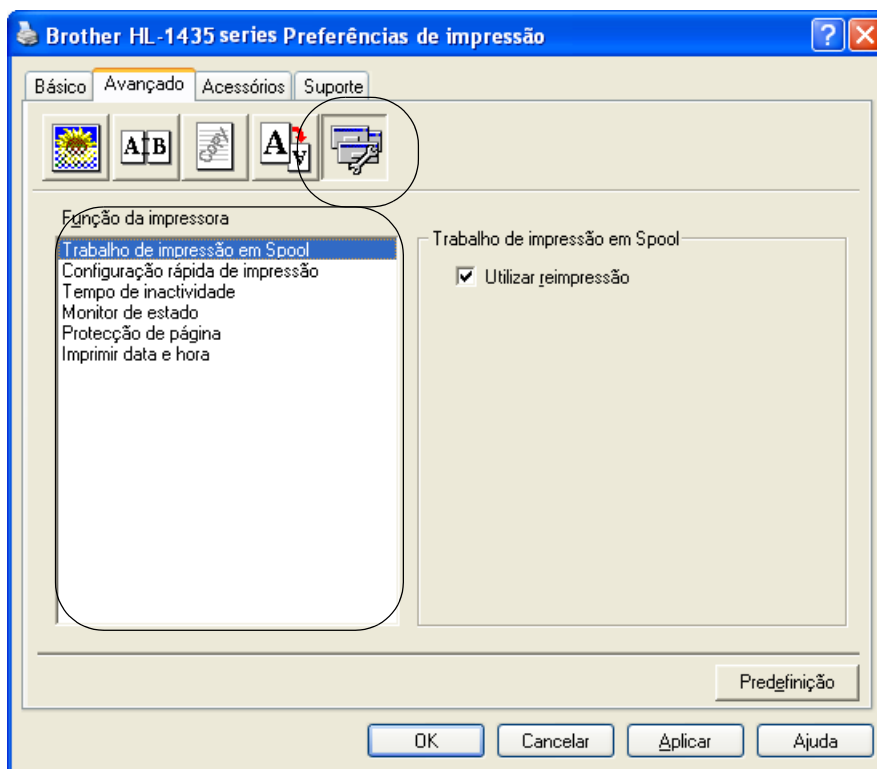 Brother HL-1435 series Preferências de impressão
Básico Avançado Acessórios Suporte
A B Copy A A
Função da impressora
Trabalho de impressão em Spool
Configuração rápida de impressão
Tempo de inactividade
Monitor de estado
Protecção de página
Imprimir data e hora
Trabalho de impressão em Spool
Utilizar reimpressão
Predefinição
OK Cancelar Aplicar Ajuda